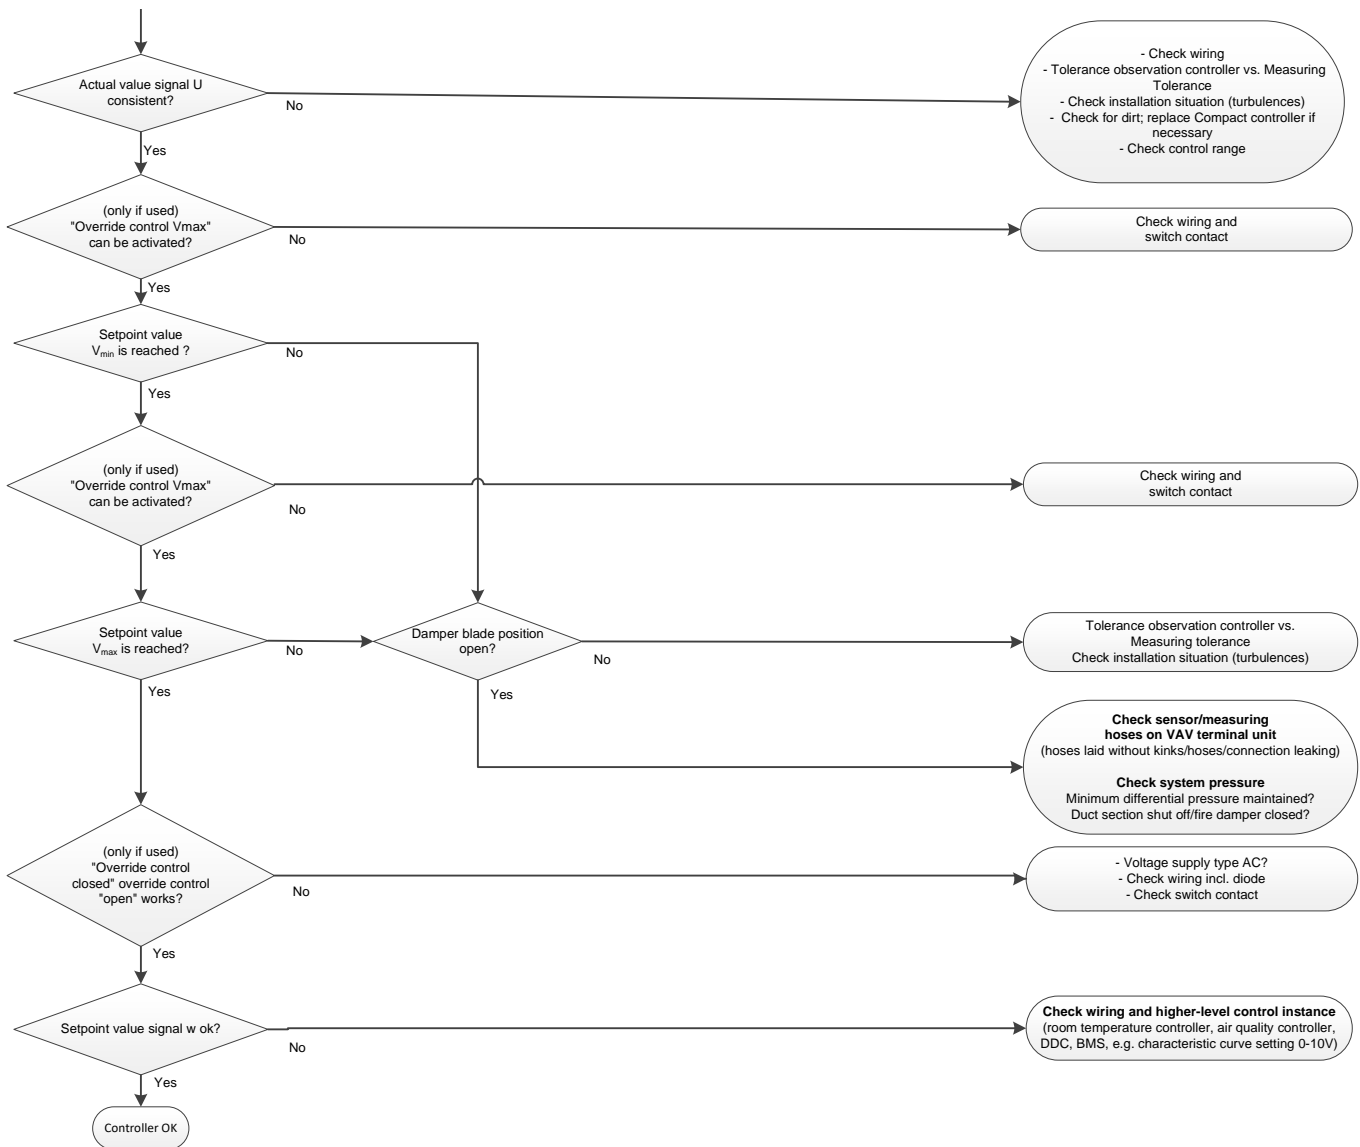 Actual value signal U
consistent?
No
- Check wiring
- Tolerance observation controller vs. Measuring
Tolerance
- Check installation situation (turbulences)
- Check for dirt; replace Compact controller if
necessary
- Check control range
Yes
(only if used)
"Override control Vmax"
can be activated?
No
Check wiring and
switch contact
Yes
Setpoint value
Vmin is reached ?
No
Yes
(only if used)
"Override control Vmax"
can be activated?
No
Check wiring and
switch contact
Yes
Setpoint value
Vmax is reached?
No
Damper blade position
open?
No
Tolerance observation controller vs.
Measuring tolerance
Check installation situation (turbulences)
Yes
Yes
Check sensor/measuring
hoses on VAV terminal unit
(hoses laid without kinks/hoses/connection leaking)
Check system pressure
Minimum differential pressure maintained?
Duct section shut off/fire damper closed?
(only if used)
"Override control
closed" override control
"open" works?
No
- Voltage supply type AC?
- Check wiring incl. diode
- Check switch contact
Yes
Setpoint value signal w ok?
No
Check wiring and higher-level control instance
(room temperature controller, air quality controller,
DDC, BMS, e.g. characteristic curve setting 0-10V)
Yes
Controller OK